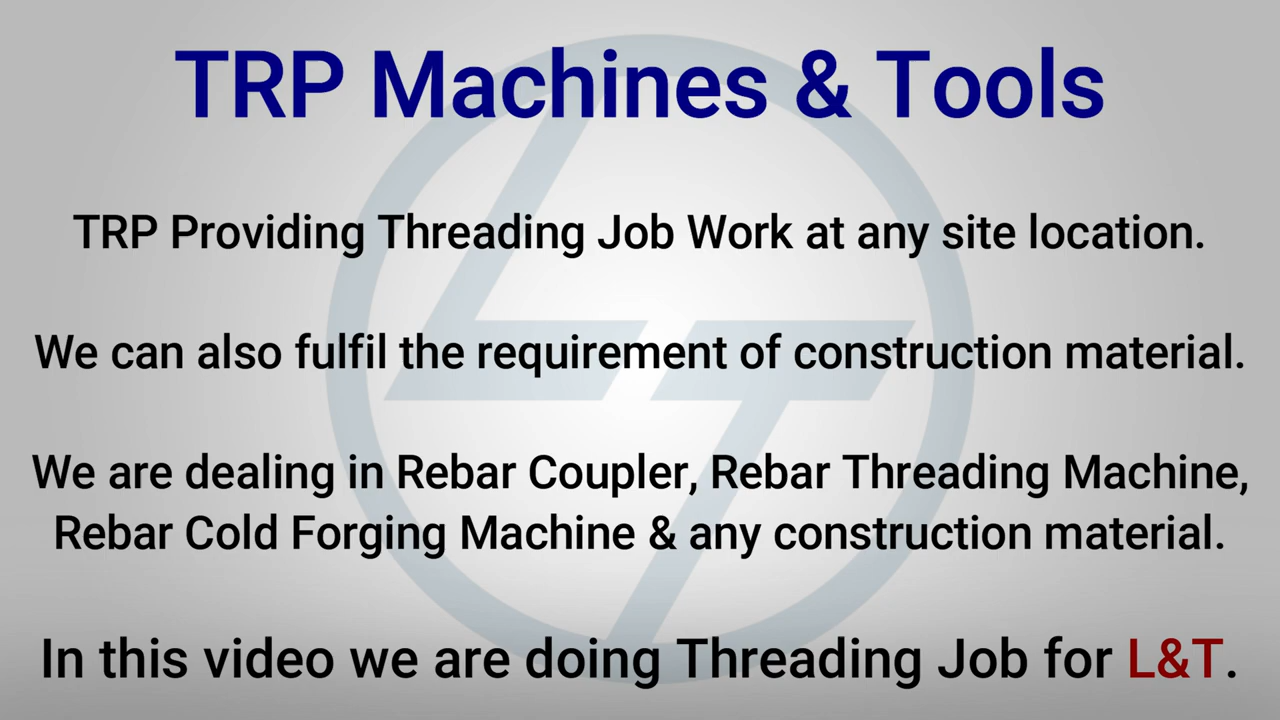 TRP Machines & Tools
TRP Providing Threading Job Work at any site location.
We can also fulfil the requirement of construction material.
We are dealing in Rebar Coupler, Rebar Threading Machine,
Rebar Cold Forging Machine & any construction material.
In this video we are doing Threading Job for L&T.